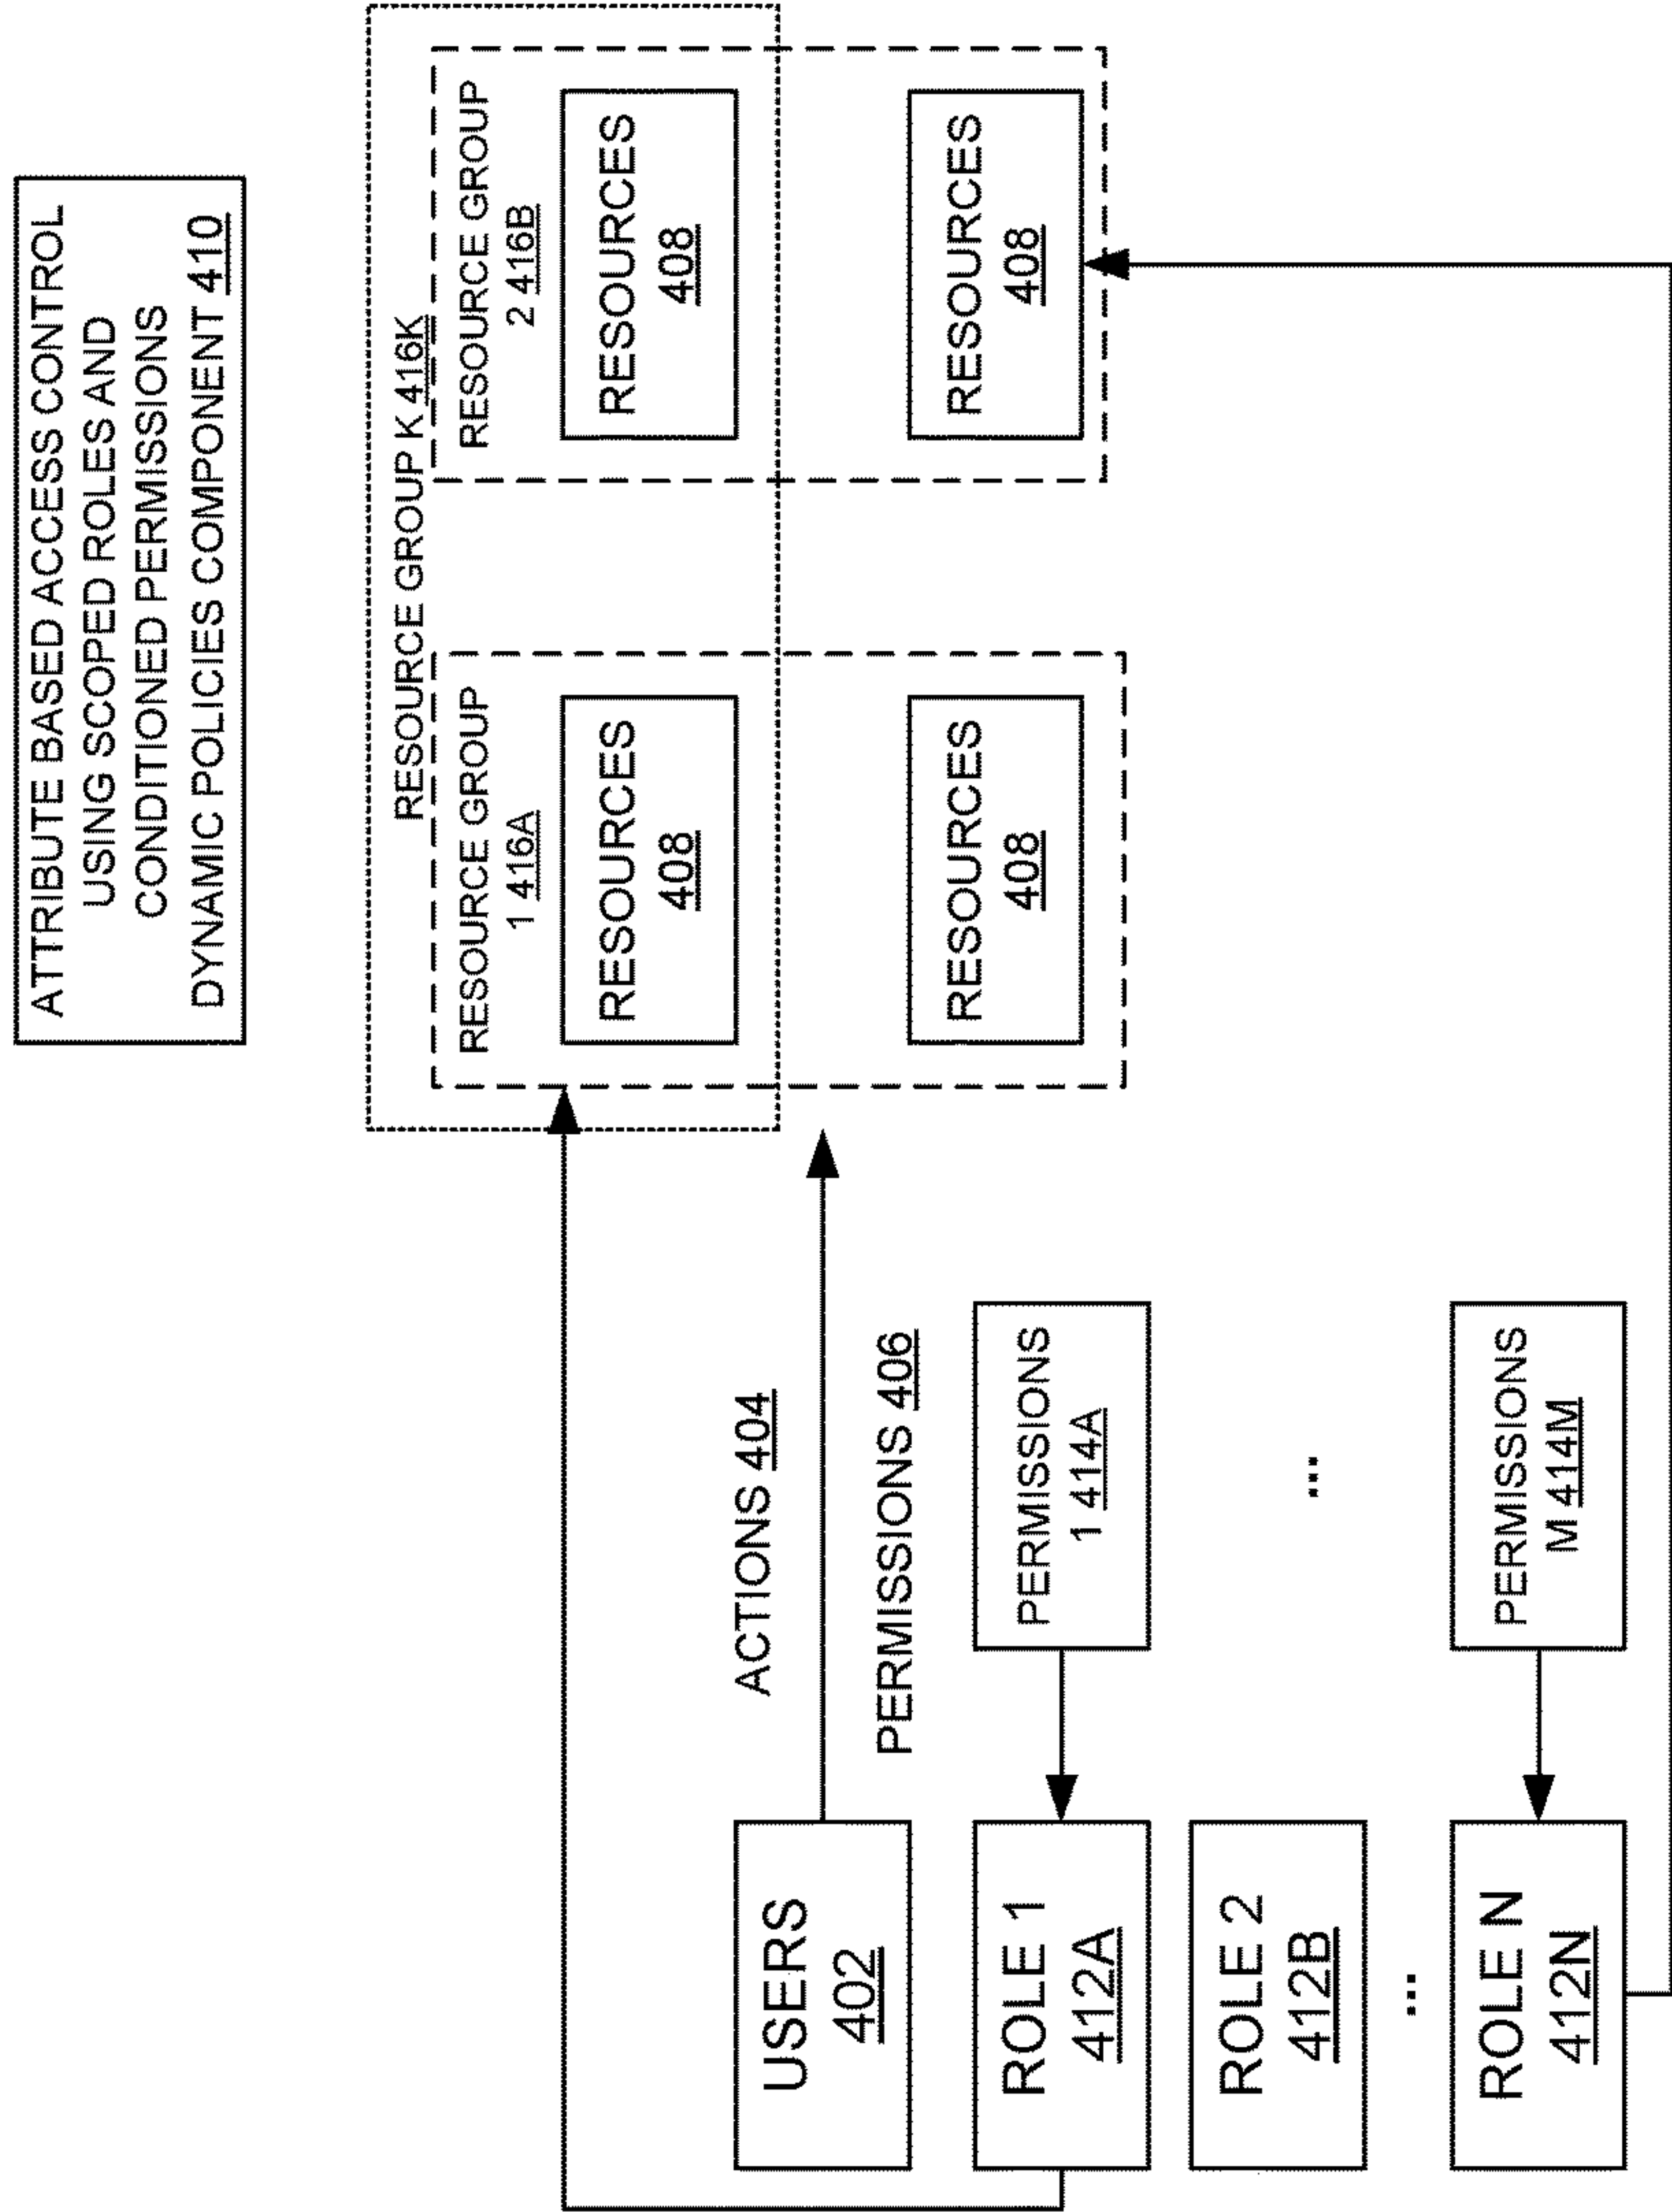 ATTRIBUTE BASED ACCESS CONTROL
USING SCOPED ROLES AND
CONDITIONED PERMISSIONS
DYNAMIC POLICIES COMPONENT 410
RESOURCE GROUP K 416K
RESOURCE GROUP
1 416A
RESOURCE GROUP
2 416B
RESOURCES
408
RESOURCES
408
RESOURCES
408
RESOURCES
408
ACTIONS 404
PERMISSIONS 406
USERS
402
ROLE 1
412A
PERMISSIONS
1 414A
ROLE 2
412B
...
...
ROLE N
412N
PERMISSIONS
M 414M